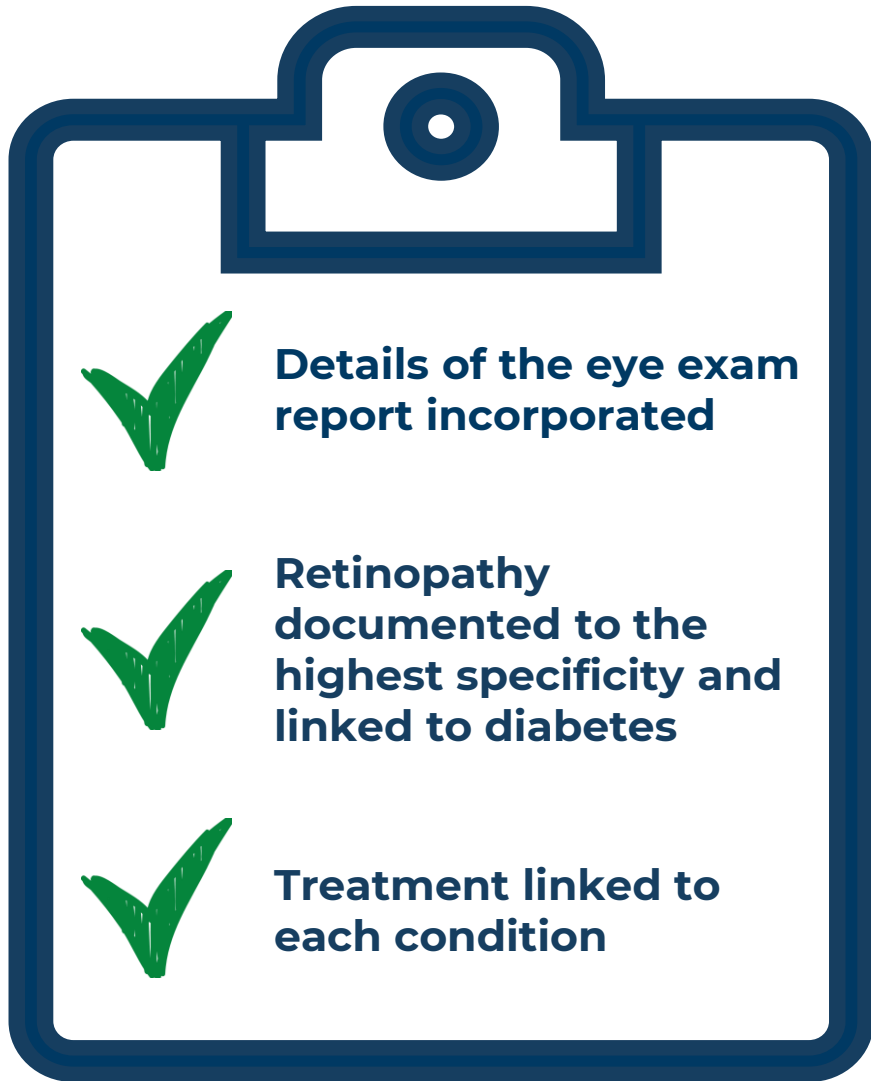 Details of the eye exam
report incorporated
Retinopathy
documented to the
highest specificity and
linked to diabetes
Treatment linked to
each condition